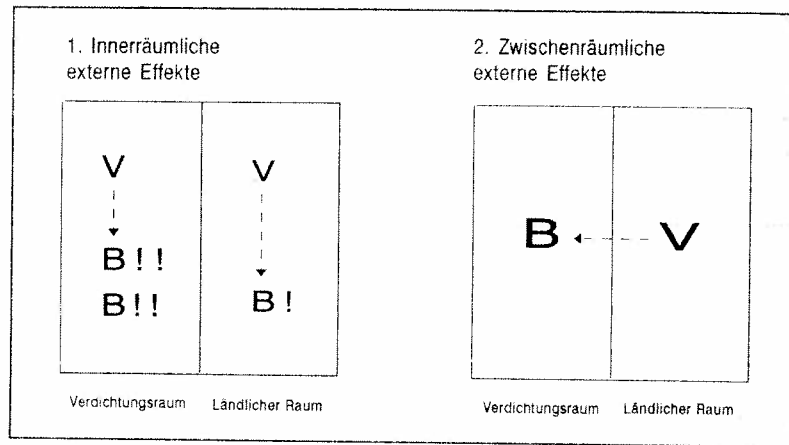 1. Innerräumliche
externe Effekte
V
V
B!!
B!!
B!
Verdichtungsraum
Ländlicher Raum
2. Zwischenräumliche
externe Effekte
B
V
Verdichtungsraum
Ländlicher Raum